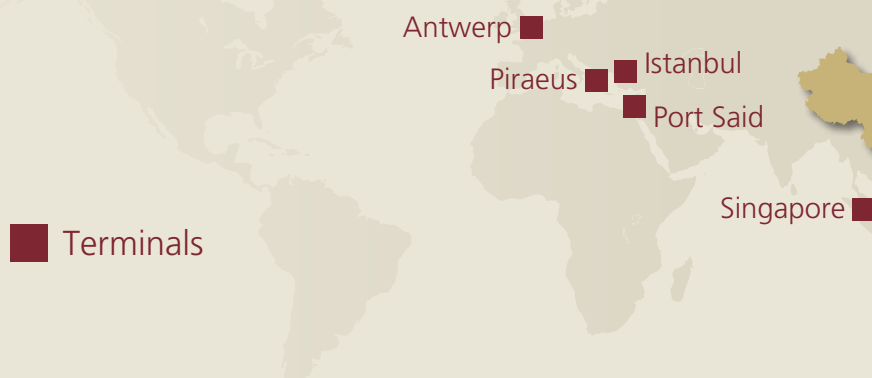 Antwerp
Istanbul
Piraeus
Port Said
Singapore
Terminals